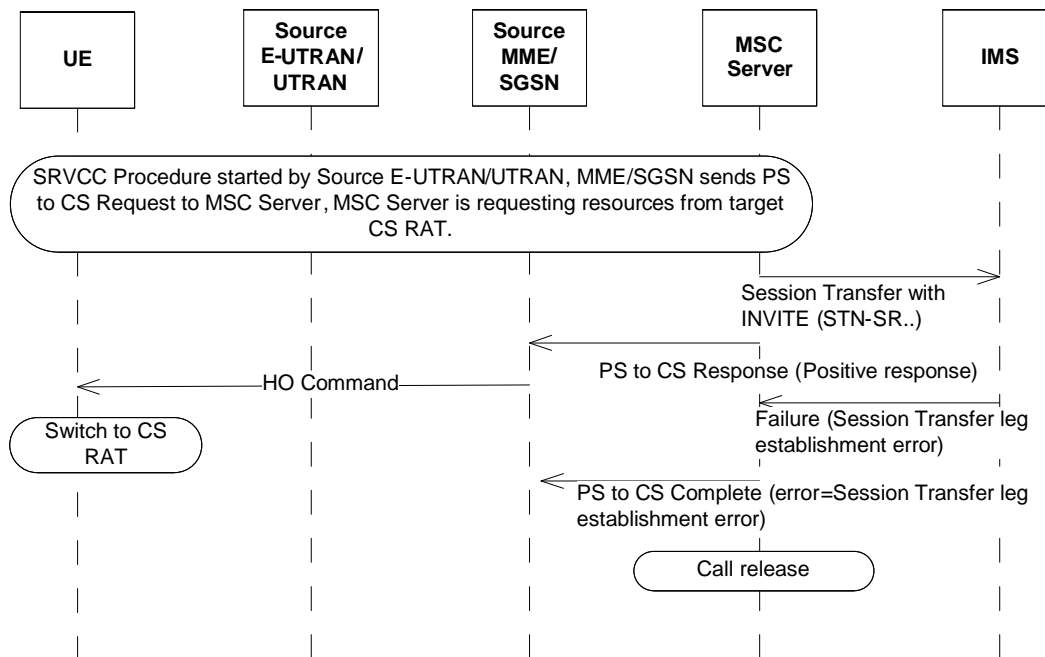 UE
Source
E-UTRAN/
UTRAN
Source
MME/
SGSN
MSC
Server
IMS
SRVCC Procedure started by Source E-UTRAN/UTRAN, MME/SGSN sends PS
to CS Request to MSC Server, MSC Server is requesting resources from target
CS RAT.
Session Transfer with
INVITE (STN-SR..)
PS to CS Response (Positive response)
HO Command
Failure (Session Transfer leg
establishment error)
Switch to CS
RAT
PS to CS Complete (error=Session Transfer leg
establishment error)
Call release